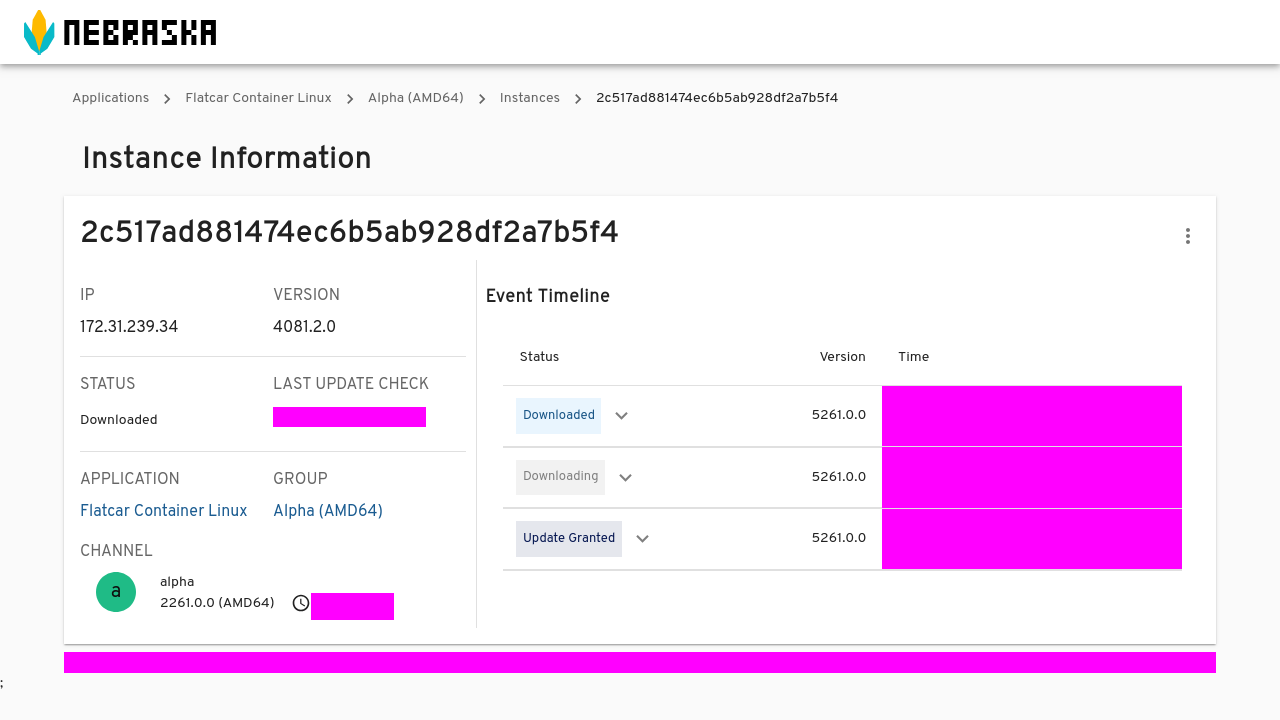 NEBRASKA
Applications > Flatcar Container Linux > Alpha (AMD64) > Instances > 2c517ad881474ec6b5ab928df2a7b5f4
Instance Information
2c517ad881474ec6b5ab928df2a7b5f4
IP VERSION
172.31.239.34 4081.2.0
STATUS LAST UPDATE CHECK
Downloaded
APPLICATION GROUP
Flatcar Container Linux Alpha (AMD64)
CHANNEL
a
alpha
2261.0.0 (AMD64)
Event Timeline
Status Version Time
Downloaded 5261.0.0
Downloading 5261.0.0
Update Granted 5261.0.0
;